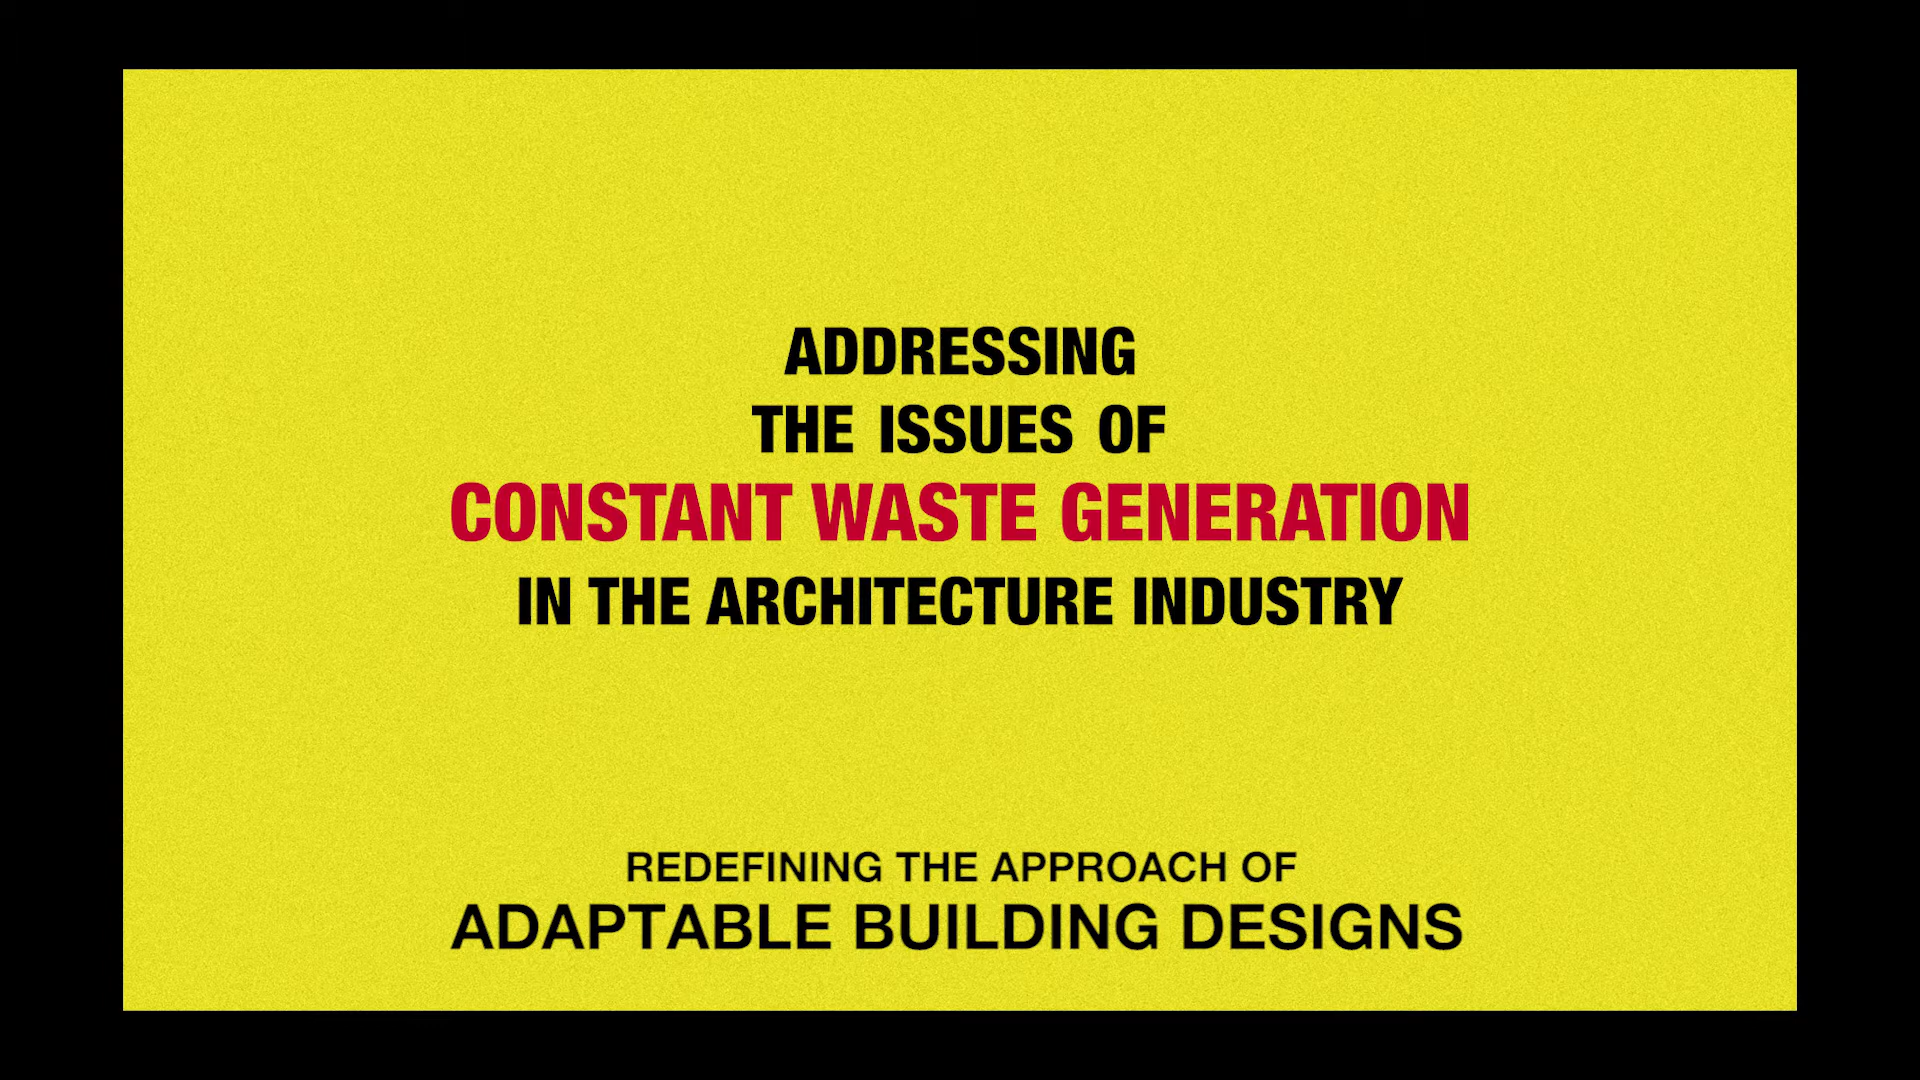 ADDRESSING
THE ISSUES OF
CONSTANT WASTE GENERATION
IN THE ARCHITECTURE INDUSTRY
REDEFINING THE APPROACH OF
ADAPTABLE BUILDING DESIGNS